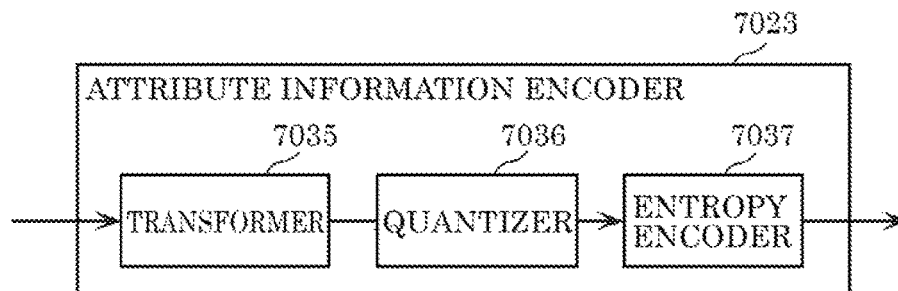 7023
ATTRIBUTE INFORMATION ENCODER
7035 7036 7037
TRANSFORMER QUANTIZER ENTROPY
ENCODER